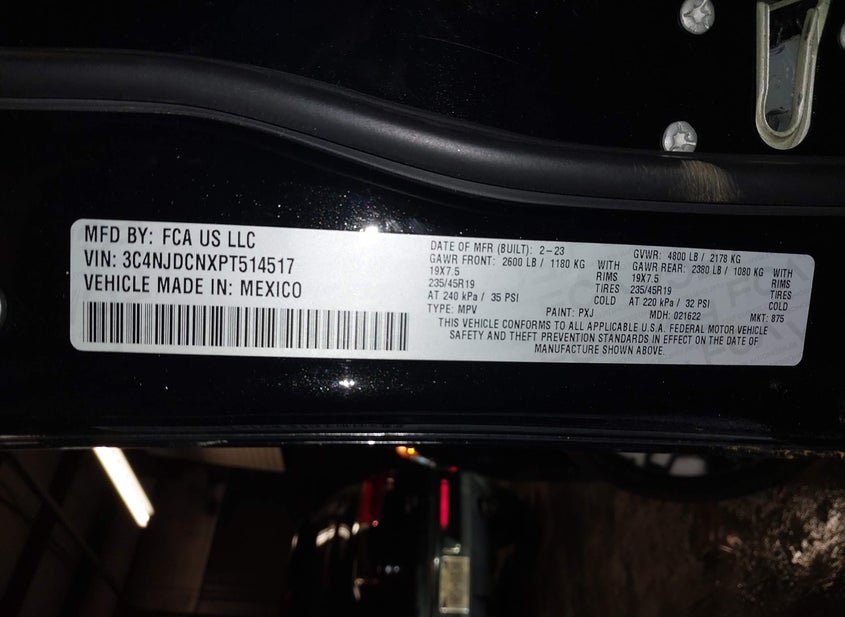 MFD BY: FCA US LLC
VIN: 3C4NJDCNXPT514517
VEHICLE MADE IN: MEXICO
DATE OF MFR (BUILT): 2-23 GVWR: 4800 LB / 2178 KG
GAWR FRONT: 2600 LB / 1180 KG WITH GAWR REAR: 2380 LB / 1080 KG WITH
19X7.5 RIMS 19X7.5 RIMS
235/45R19 TIRES 235/45R19 TIRES
AT 240 kPa / 35 PSI COLD AT 220 kPa / 32 PSI COLD
TYPE: MPV PAINT: PXJ MDH: 021622 MKT: 875
THIS VEHICLE CONFORMS TO ALL APPLICABLE U.S.A. FEDERAL MOTOR VEHICLE
SAFETY AND THEFT PREVENTION STANDARDS IN EFFECT ON THE DATE OF
MANUFACTURE SHOWN ABOVE.